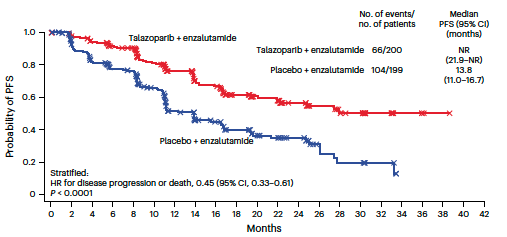 No. of events/ Median
no. of patients PFS (95% CI)
(months)
1.0
Talazoparib + enzalutamide
Talazoparib + enzalutamide 66/200 NR
(21.9–NR)
0.8
Placebo + enzalutamide 104/199 13.8
(11.0–16.7)
0.6
0.4
Placebo + enzalutamide
0.2
Stratified:
HR for disease progression or death, 0.45 (95% CI, 0.33–0.61)
P < 0.0001
0
Probability of PFS
0 2 4 6 8 10 12 14 16 18 20 22 24 26 28 30 32 34 36 38 40 42
Months